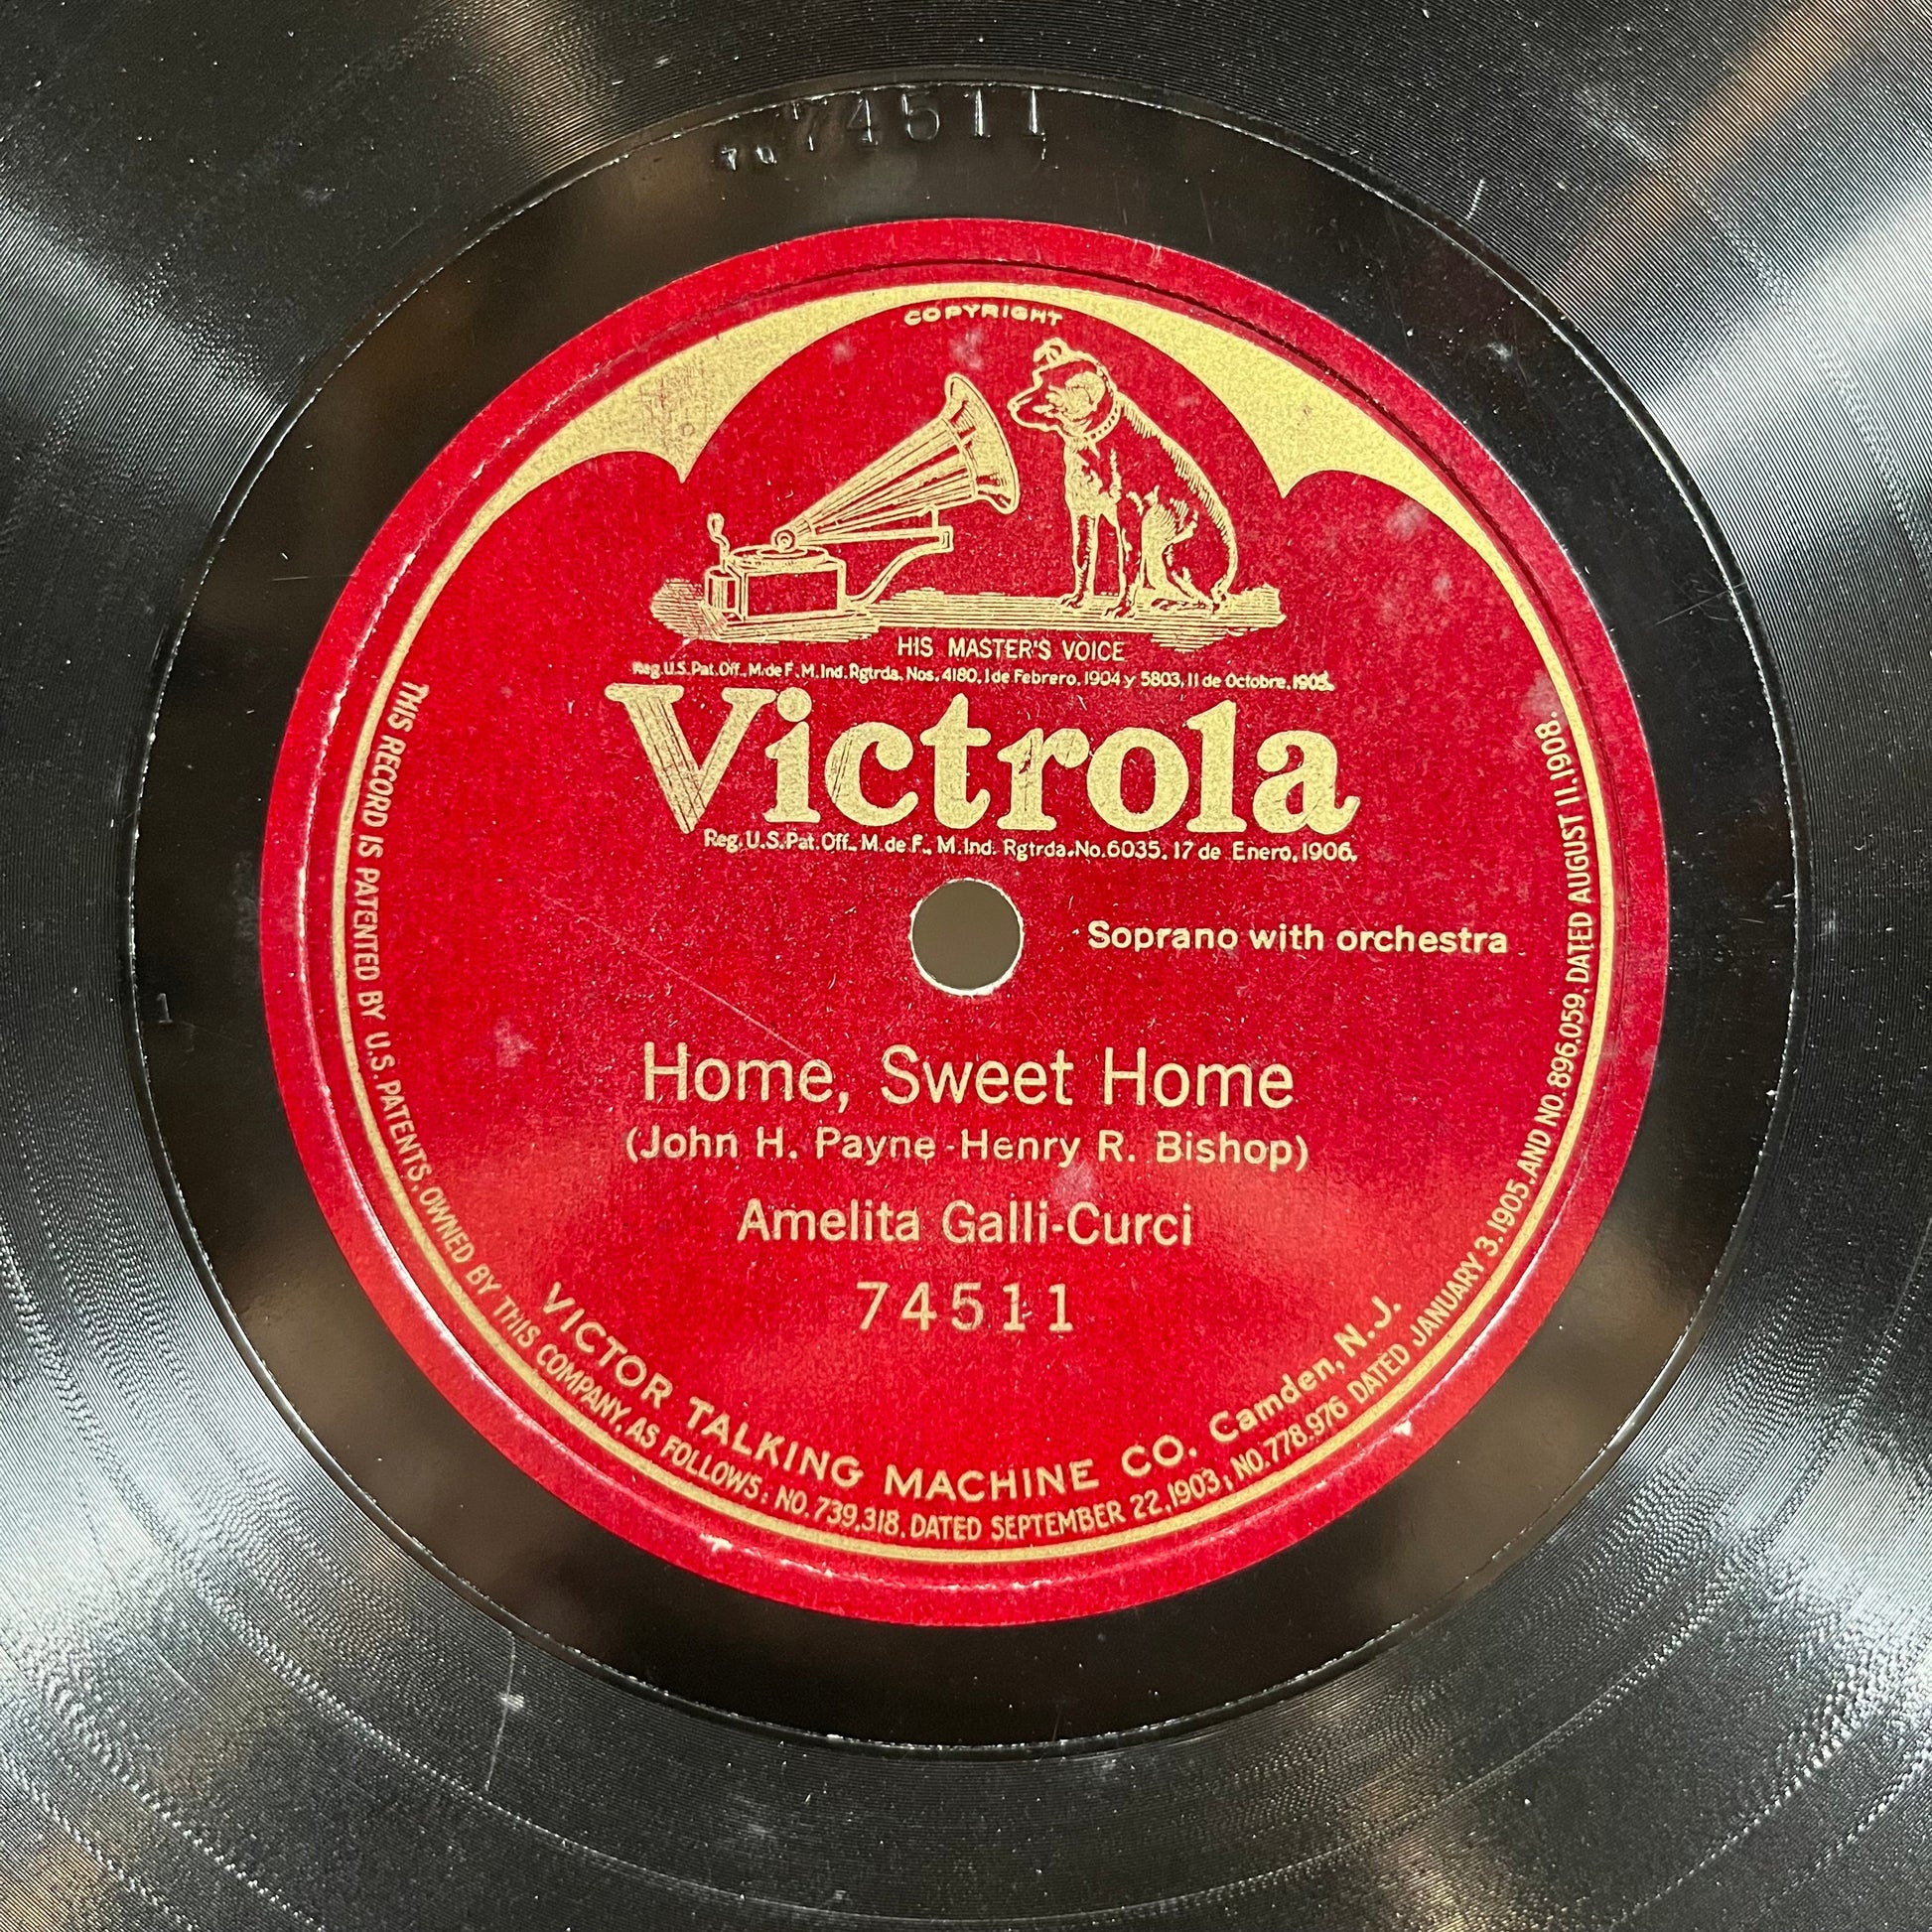 74511
COPYRIGHT
HIS MASTER'S VOICE
Reg.U.S.Pat.Off., M.de F., M.Ind. Rgtrda. Nos. 4180, 1 de Febrero, 1904 y 5803, 11 de Octobre, 1905.
Victrola
Reg. U.S. Pat. Off., M. de F., M. Ind. Rgtrda. No. 6035, 17 de Enero, 1906.
Soprano with orchestra
1
Home, Sweet Home
(John H. Payne-Henry R. Bishop)
Amelita Galli-Curci
74511
VICTOR TALKING MACHINE CO. Camden, N. J.
THIS RECORD IS PATENTED BY U.S. PATENTS, OWNED BY THIS COMPANY, AS FOLLOWS: NO. 739,318, DATED SEPTEMBER 22, 1903; NO. 778,976 DATED JANUARY 3, 1905, AND NO. 896,059, DATED AUGUST 11, 1908.